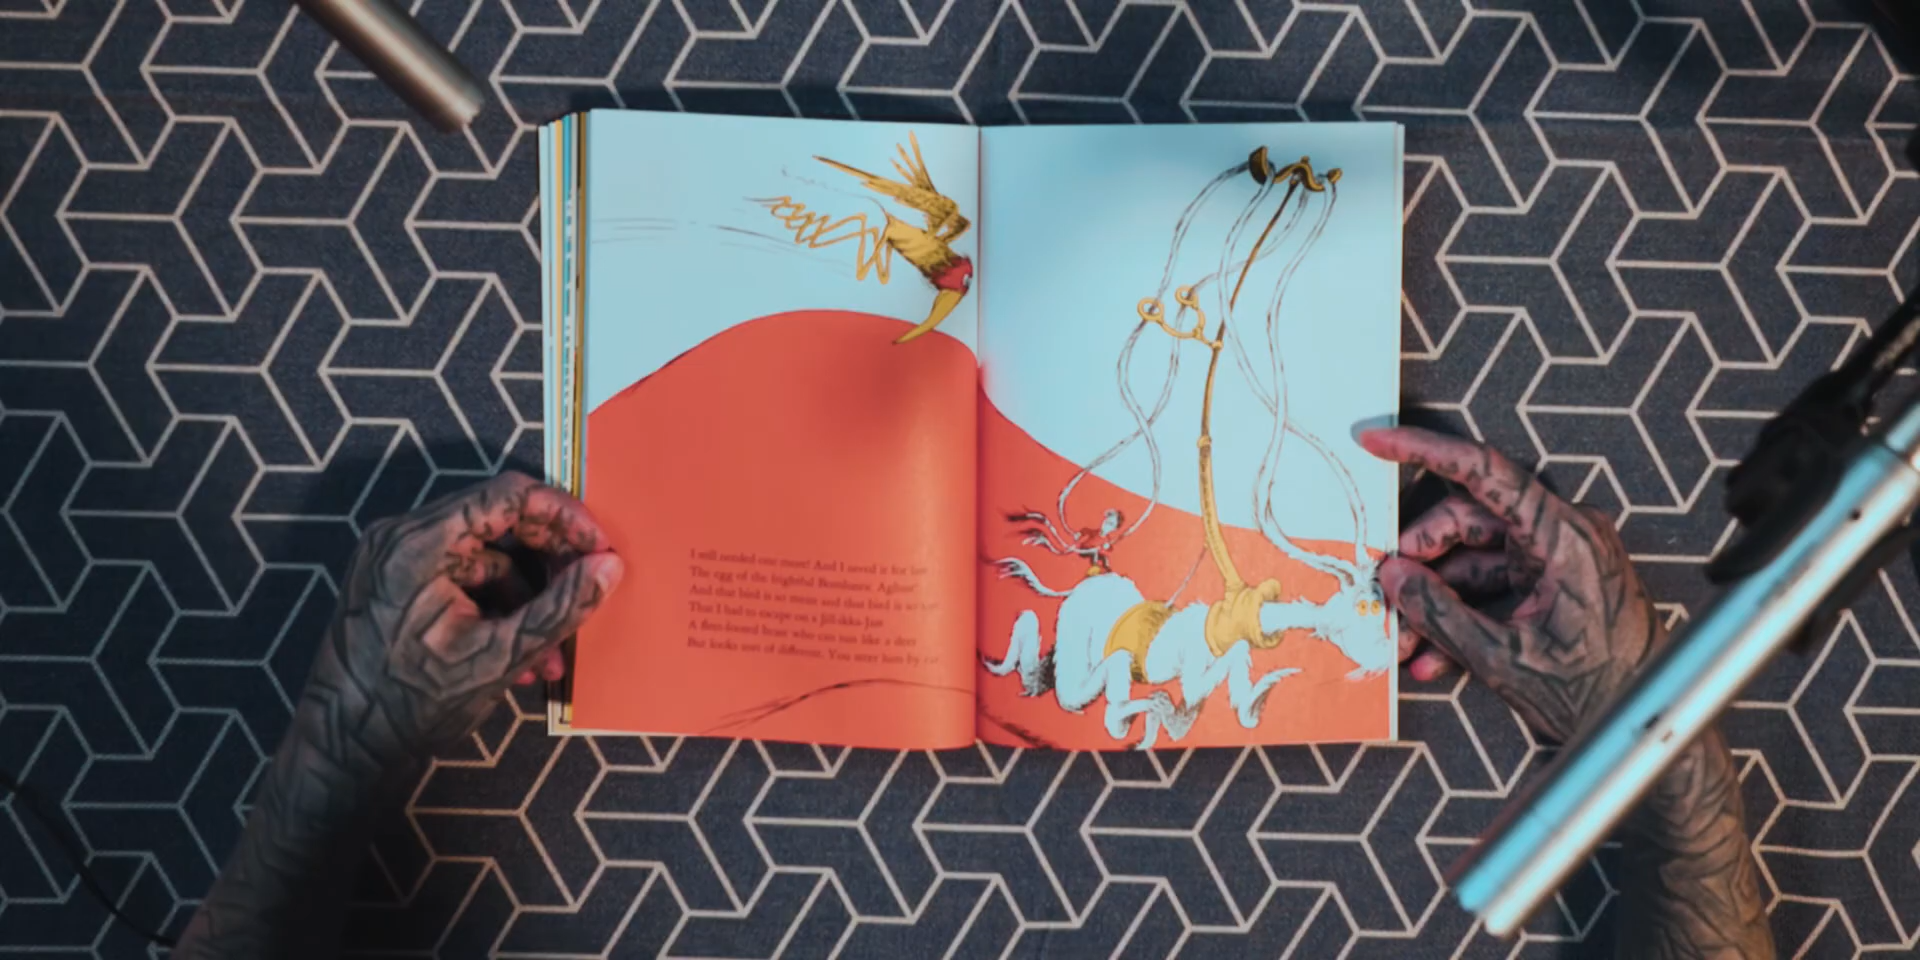 I still needed one more! And I saved it for last
The egg of the frightful Bombastic Aghast
And that bird is so mean and that bird is so
That I had to escape on a Jill-ikka-Jast
A fleet-footed beast who can run like a deer
But looks sort of different. You steer him by ear